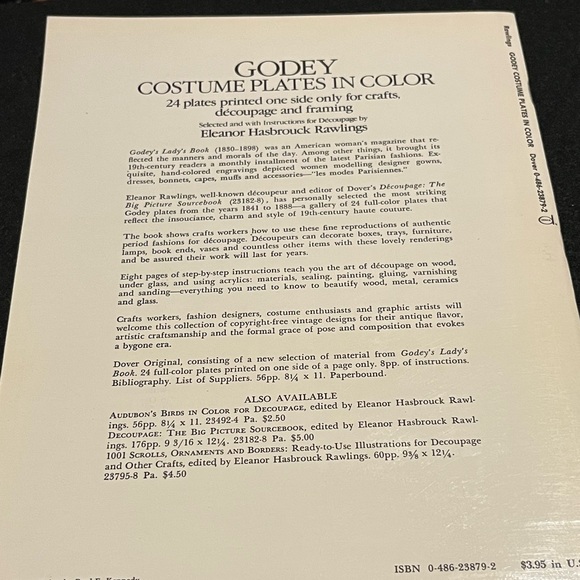 GODEY
COSTUME PLATES IN COLOR
24 plates printed one side only for crafts,
découpage and framing
Selected and with Instructions for Découpage by
Eleanor Hasbrouck Rawlings
Godey's Lady's Book (1830–1898) was an American woman's magazine that re-
flected the manners and morals of the day. Among other things, it brought its
19th-century readers a monthly installment of the latest Parisian fashions. Ex-
quisite, hand-colored engravings depicted women modelling designer gowns,
dresses, bonnets, capes, muffs and accessories—"les modes Parisiennes."
Eleanor Rawlings, well-known découpeur and editor of Dover's Découpage: The
Big Picture Sourcebook (23182-8), has personally selected the most striking
Godey plates from the years 1841 to 1888—a gallery of 24 full-color plates that
reflect the insouciance, charm and style of 19th-century haute couture.
The book shows crafts workers how to use these fine reproductions of authentic
period fashions for découpage. Découpeurs can decorate boxes, trays, furniture,
lamps, book ends, vases and countless other items with these lovely renderings
and be assured their work will last for years.
Eight pages of step-by-step instructions teach you the art of découpage on wood,
under glass, and using acrylics: materials, sealing, painting, gluing, varnishing
and sanding—everything you need to know to beautify wood, metal, ceramics
and glass.
Crafts workers, fashion designers, costume enthusiasts and graphic artists will
welcome this collection of copyright-free vintage designs for their antique flavor,
artistic craftsmanship and the formal grace of pose and composition that evokes
a bygone era.
Dover Original, consisting of a new selection of material from Godey's Lady's
Book. 24 full-color plates printed on one side of a page only. 8pp. of instructions.
Bibliography. List of Suppliers. 56pp. 8¼ x 11. Paperbound.
ALSO AVAILABLE
AUDUBON'S BIRDS IN COLOR FOR DECOUPAGE, edited by Eleanor Hasbrouck Rawl-
ings. 56pp. 8¼ x 11. 23492-4 Pa. $2.50
DECOUPAGE: THE BIG PICTURE SOURCEBOOK, edited by Eleanor Hasbrouck Rawl-
ings. 176pp. 9 3/16 x 12¼. 23182-8 Pa. $5.00
1001 SCROLLS, ORNAMENTS AND BORDERS: Ready-to-Use Illustrations for Decoupage
and Other Crafts, edited by Eleanor Hasbrouck Rawlings. 60pp. 9⅜ x 12¼.
23795-8 Pa. $4.50
ISBN 0-486-23879-2
$3.95 in U.S
Rawlings GODEY COSTUME PLATES IN COLOR Dover 0-486-23879-2